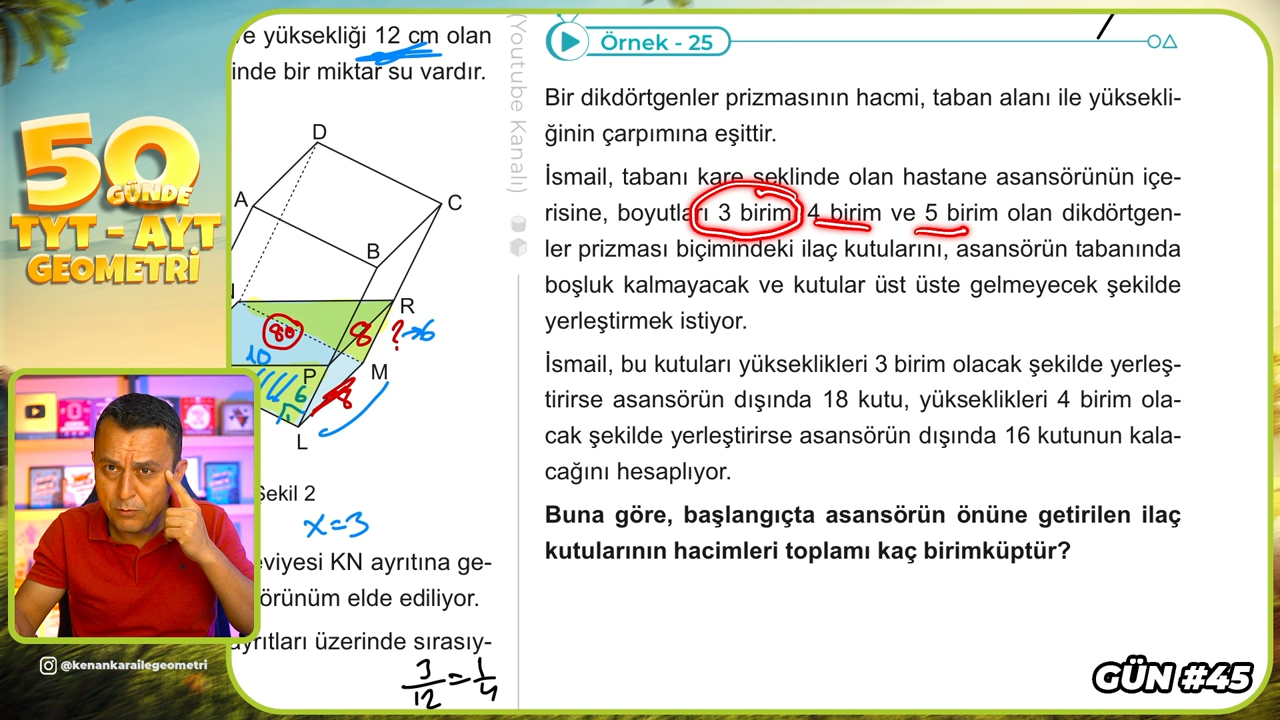 50
GÜNDE
TYT - AYT
GEOMETRİ
ve yüksekliği 12 cm olan
inde bir miktar su vardır.
D
A
C
B
R
80
8
? → 6
10
P
6
M
L
Şekil 2
x=3
eviyesi KN ayrıtına ge-
örünüm elde ediliyor.
ayrıtları üzerinde sırasıy-
3/12 = 1/4
(Youtube Kanalı)
Örnek - 25
Bir dikdörtgenler prizmasının hacmi, taban alanı ile yüksekli-
ğinin çarpımına eşittir.
İsmail, tabanı kare şeklinde olan hastane asansörünün içe-
risine, boyutları 3 birim, 4 birim ve 5 birim olan dikdörtgen-
ler prizması biçimindeki ilaç kutularını, asansörün tabanında
boşluk kalmayacak ve kutular üst üste gelmeyecek şekilde
yerleştirmek istiyor.
İsmail, bu kutuları yükseklikleri 3 birim olacak şekilde yerleş-
tirirse asansörün dışında 18 kutu, yükseklikleri 4 birim ola-
cak şekilde yerleştirirse asansörün dışında 16 kutunun kala-
cağını hesaplıyor.
Buna göre, başlangıçta asansörün önüne getirilen ilaç
kutularının hacimleri toplamı kaç birimküptür?
@kenankarailegeometri
GÜN #45